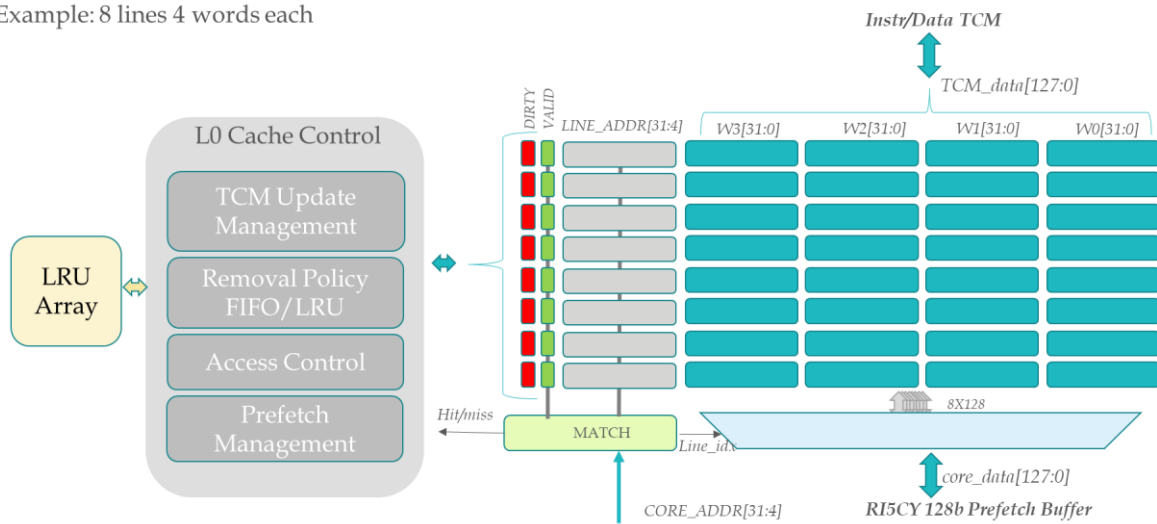 Example: 8 lines 4 words each
Instr/Data TCM
TCM_data[127:0]
DIRTY
VALID
LINE_ADDR[31:4]
W3[31:0]
W2[31:0]
W1[31:0]
W0[31:0]
L0 Cache Control
TCM Update
Management
Removal Policy
FIFO/LRU
Access Control
Prefetch
Management
LRU
Array
Hit/miss
MATCH
Line_idx
8X128
core_data[127:0]
CORE_ADDR[31:4]
RI5CY 128b Prefetch Buffer